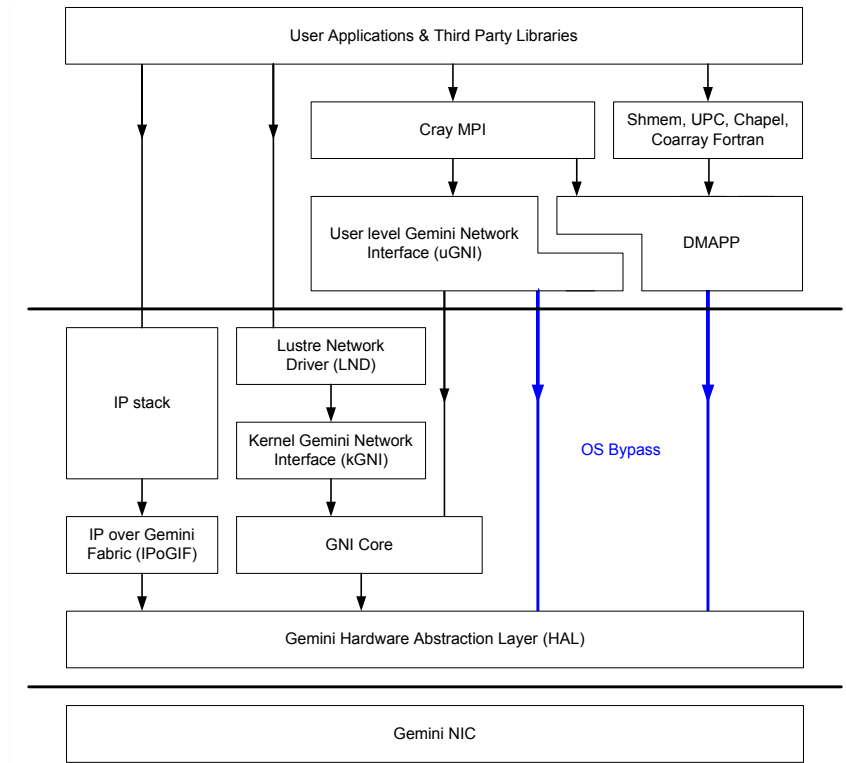 User Applications & Third Party Libraries
Cray MPI
Shmem, UPC, Chapel,
Coarray Fortran
User level Gemini Network
Interface (uGNI)
DMAPP
IP stack
Lustre Network
Driver (LND)
Kernel Gemini Network
Interface (kGNI)
OS Bypass
IP over Gemini
Fabric (IPoGIF)
GNI Core
Gemini Hardware Abstraction Layer (HAL)
Gemini NIC